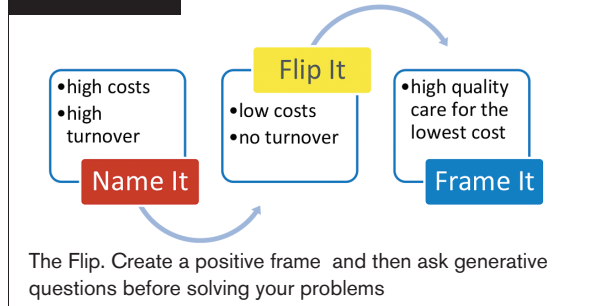 •high costs
•high
turnover
Name It
Flip It
•low costs
•no turnover
•high quality
care for the
lowest cost
Frame It
The Flip. Create a positive frame and then ask generative
questions before solving your problems